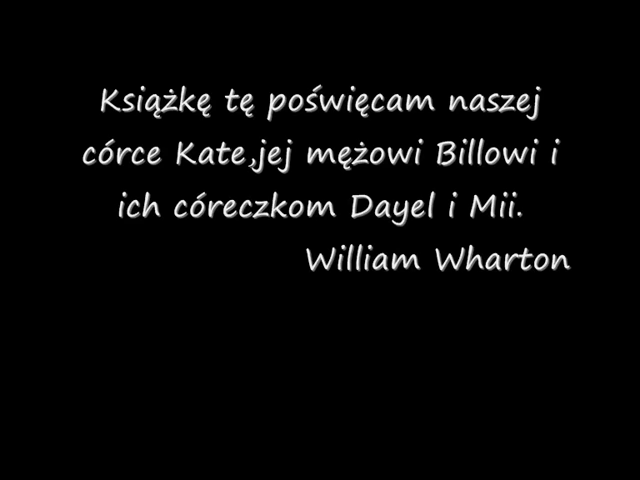 Książkę tę poświęcam naszej
córce Kate,jej mężowi Billowi i
ich córeczkom Dayel i Mii.
William Wharton